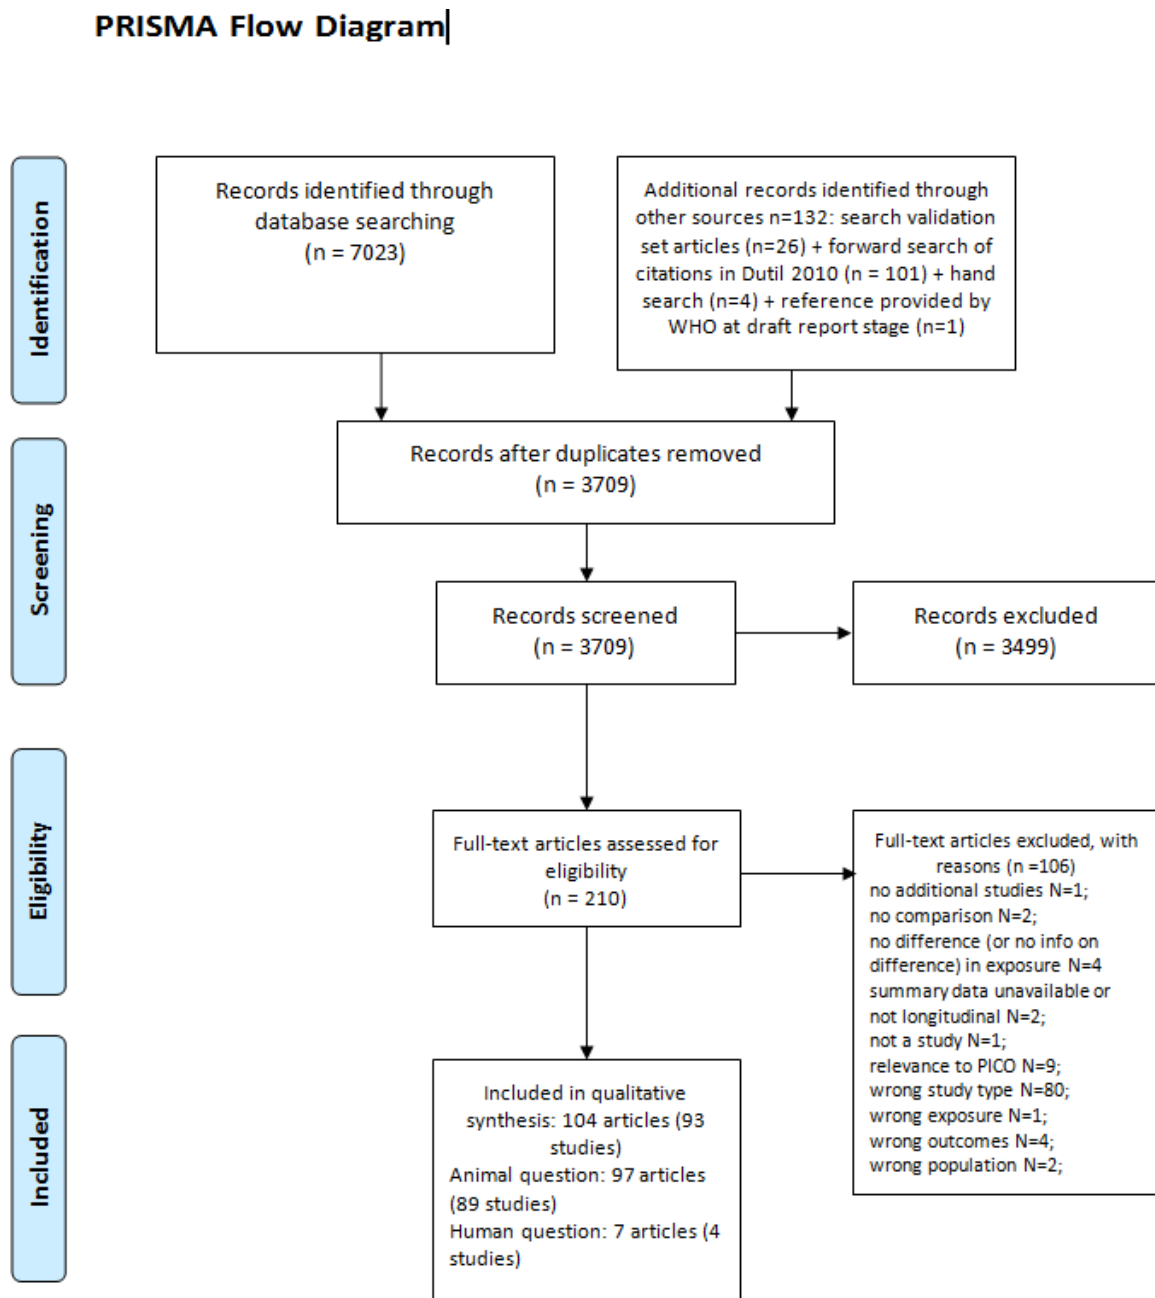 PRISMA Flow Diagram
Identification
Records identified through
database searching
(n = 7023)
Additional records identified through
other sources n=132: search validation
set articles (n=26) + forward search of
citations in Dutil 2010 (n = 101) + hand
search (n=4) + reference provided by
WHO at draft report stage (n=1)
Screening
Records after duplicates removed
(n = 3709)
Records screened
(n = 3709)
Records excluded
(n = 3499)
Eligibility
Full-text articles assessed for
eligibility
(n = 210)
Full-text articles excluded, with
reasons (n =106)
no additional studies N=1;
no comparison N=2;
no difference (or no info on
difference) in exposure N=4
summary data unavailable or
not longitudinal N=2;
not a study N=1;
relevance to PICO N=9;
wrong study type N=80;
wrong exposure N=1;
wrong outcomes N=4;
wrong population N=2;
Included
Included in qualitative
synthesis: 104 articles (93
studies)
Animal question: 97 articles
(89 studies)
Human question: 7 articles (4
studies)